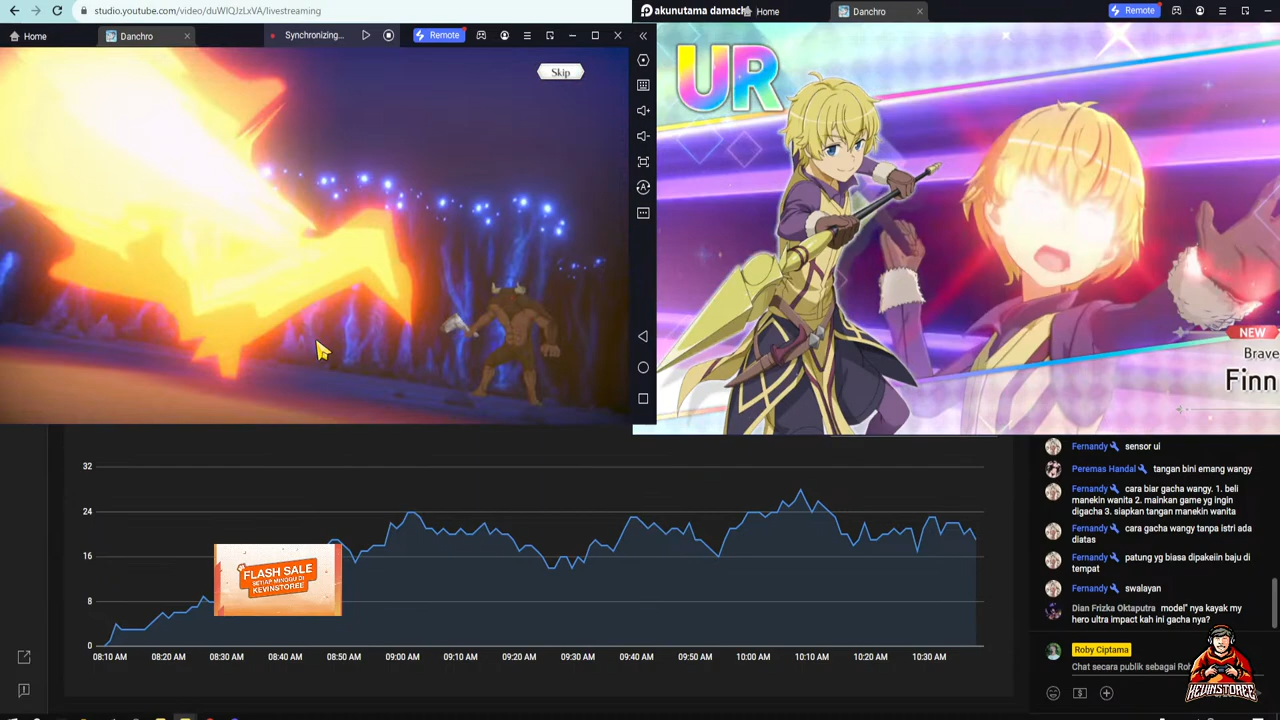 studio.youtube.com/video/duWIQJzLxVA/livestreaming
akunutama damach
Home
Danchro
Remote
Home
Danchro
Synchronizing...
Remote
Skip
UR
NEW
Brave
Finn
32
24
16
8
0
08:10 AM
08:20 AM
08:30 AM
08:40 AM
08:50 AM
09:00 AM
09:10 AM
09:20 AM
09:30 AM
09:40 AM
09:50 AM
10:00 AM
10:10 AM
10:20 AM
10:30 AM
FLASH SALE
SETIAP MINGGU DI
KEVINSTOREE
Fernandy sensor ui
Peremas Handal tangan bini emang wangy
Fernandy cara biar gacha wangy. 1. beli
manekin wanita 2. mainkan game yg ingin
digacha 3. siapkan tangan manekin wanita
Fernandy cara gacha wangy tanpa istri ada
diatas
Fernandy patung yg biasa dipakeiin baju di
tempat
Fernandy swalayan
Dian Frizka Oktaputra model" nya kayak my
hero ultra impact kah ini gacha nya?
Roby Ciptama
Chat secara publik sebagai Rob
KEVINSTOREE